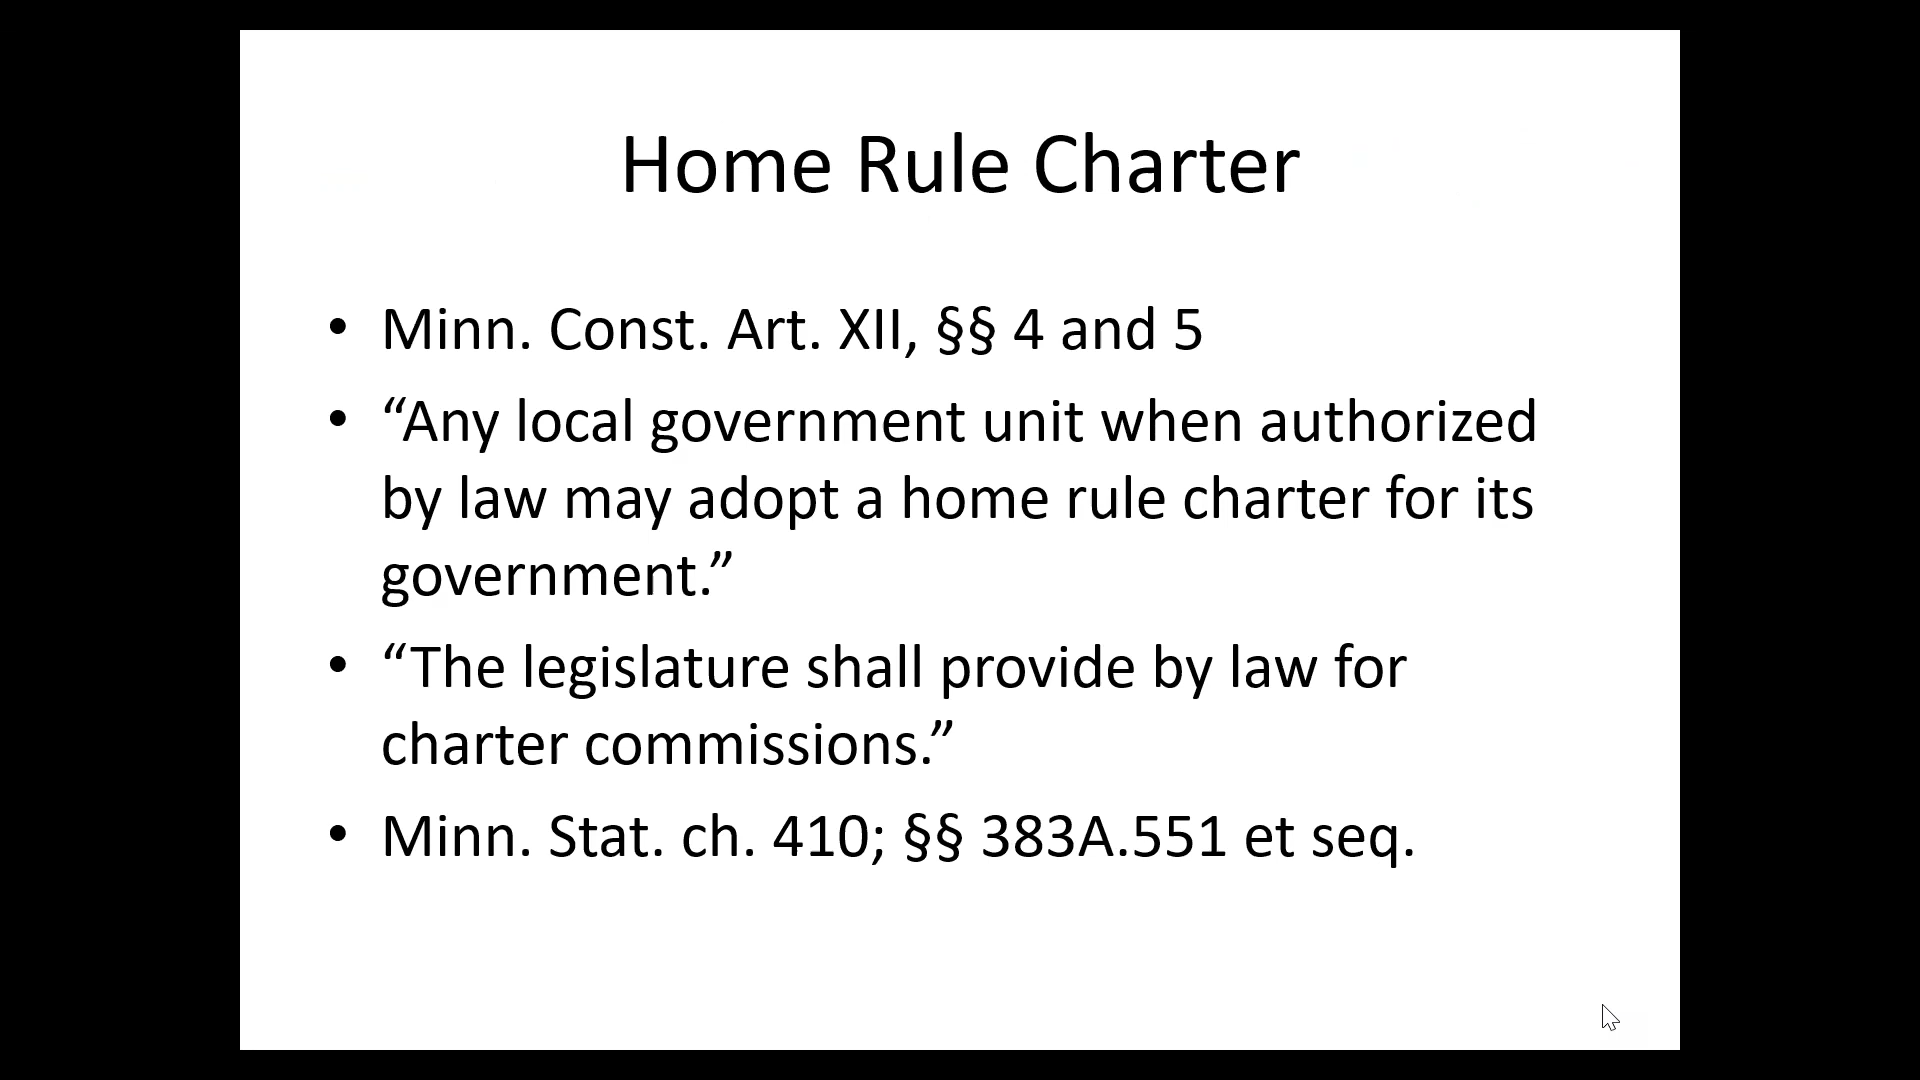 Home Rule Charter
• Minn. Const. Art. XII, §§ 4 and 5
• “Any local government unit when authorized
by law may adopt a home rule charter for its
government.”
• “The legislature shall provide by law for
charter commissions.”
• Minn. Stat. ch. 410; §§ 383A.551 et seq.